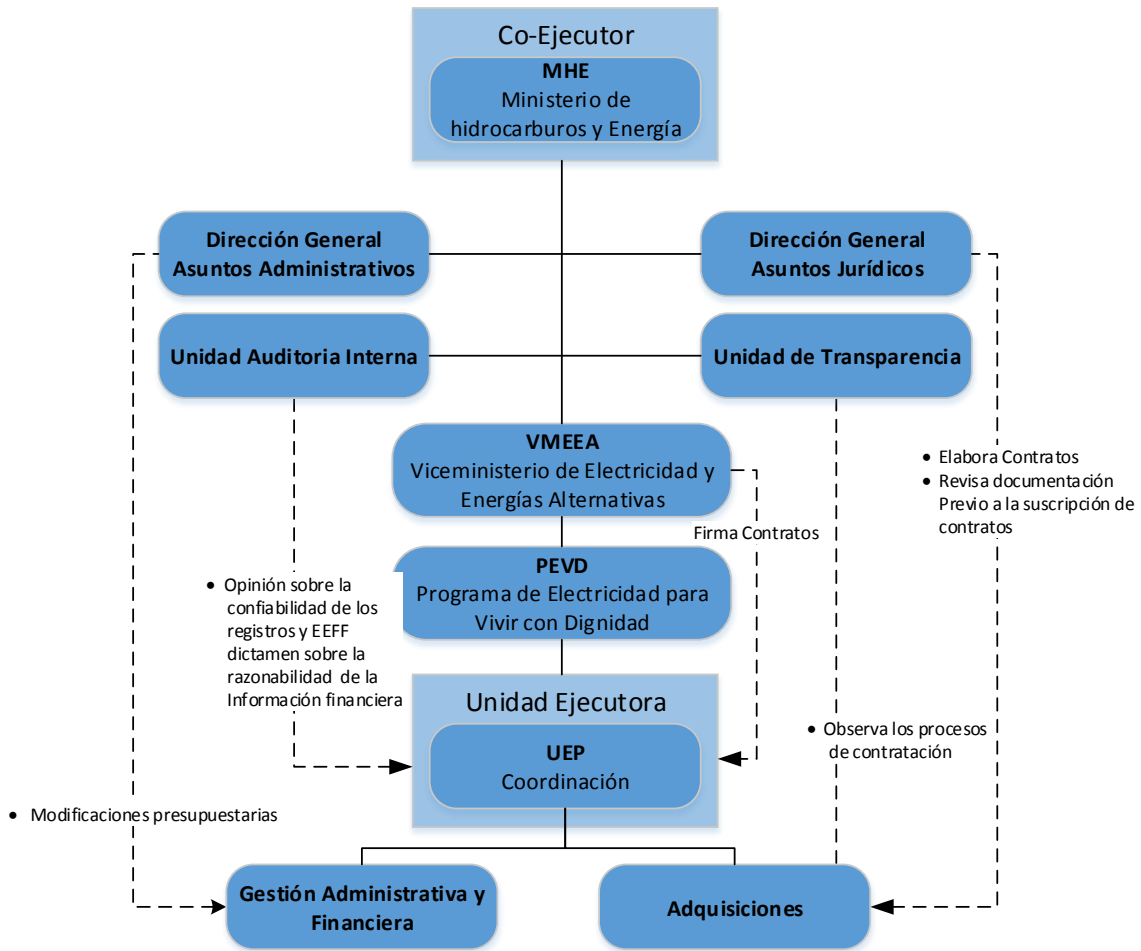 Co-Ejecutor
MHE
Ministerio de
hidrocarburos y Energía
Dirección General
Asuntos Administrativos
Dirección General
Asuntos Jurídicos
Unidad Auditoria Interna
Unidad de Transparencia
VMEEA
Viceministerio de Electricidad y
Energías Alternativas
• Elabora Contratos
• Revisa documentación
Previo a la suscripción de
contratos
Firma Contratos
PEVD
Programa de Electricidad para
Vivir con Dignidad
• Opinión sobre la
confiabilidad de los
registros y EEFF
dictamen sobre la
razonabilidad de la
Información financiera
Unidad Ejecutora
UEP
Coordinación
• Observa los procesos
de contratación
• Modificaciones presupuestarias
Gestión Administrativa y
Financiera
Adquisiciones